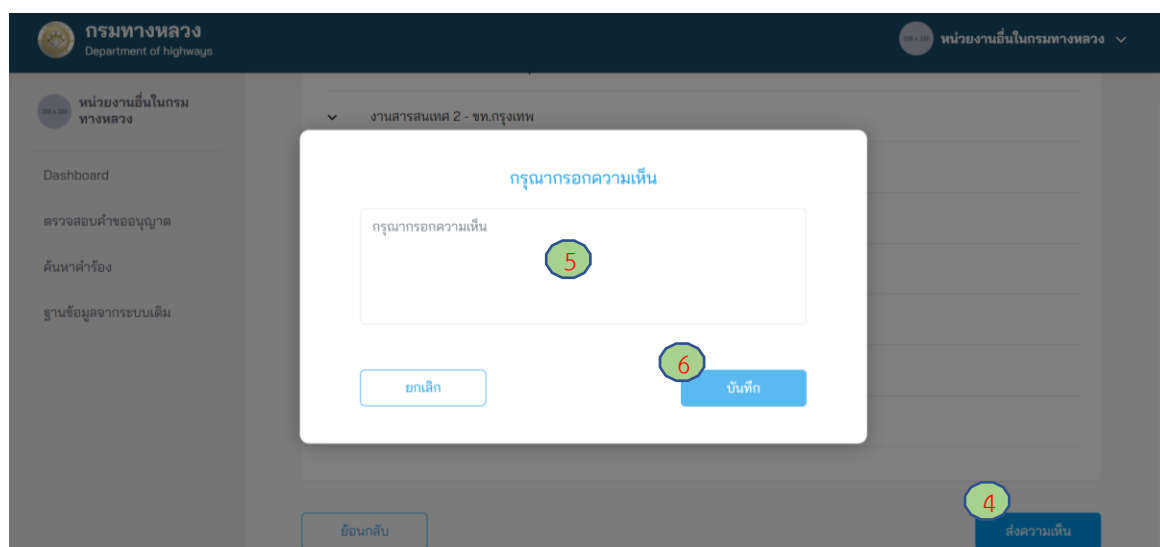 กรมทางหลวง
Department of highways
หน่วยงานอื่นในกรมทางหลวง
หน่วยงานอื่นในกรม
ทางหลวง
Dashboard
ตรวจสอบคำขออนุญาต
ค้นหาคำร้อง
ฐานข้อมูลจากระบบเดิม
งานสารสนเทศ 2 - ขท.กรุงเทพ
กรุณากรอกความเห็น
กรุณากรอกความเห็น
5
6
ยกเลิก
บันทึก
4
ย้อนกลับ
ส่งความเห็น